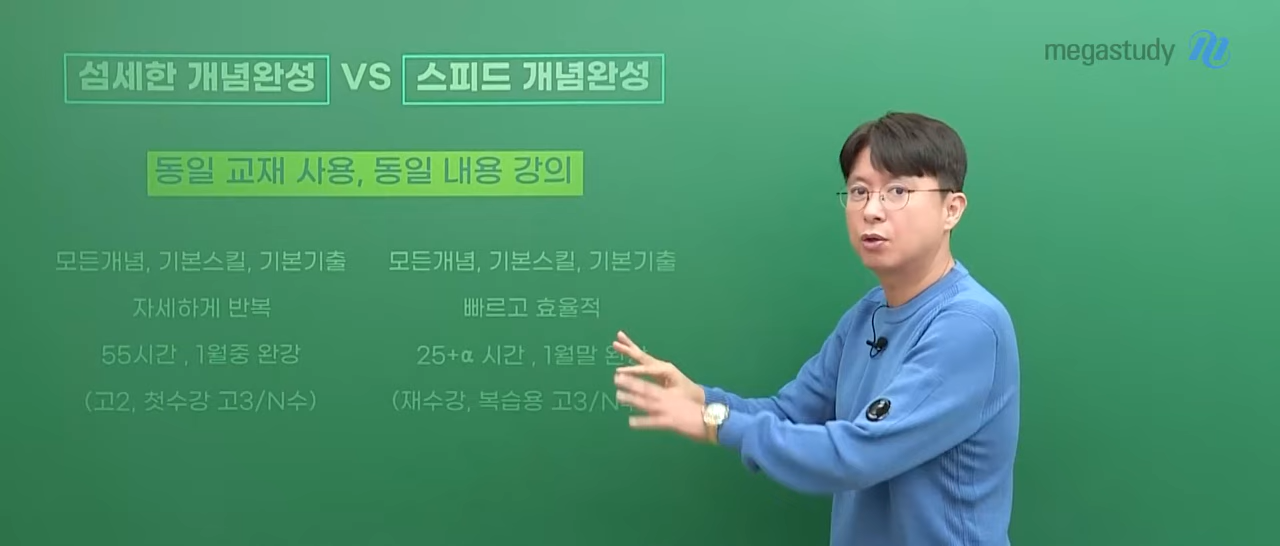 megastudy
섬세한 개념완성 VS 스피드 개념완성
동일 교재 사용, 동일 내용 강의
모든개념, 기본스킬, 기본기출
자세하게 반복
55시간 , 1월중 완강
(고2, 첫수강 고3/N수)
모든개념, 기본스킬, 기본기출
빠르고 효율적
25+α 시간 , 1월말
(재수강, 복습용